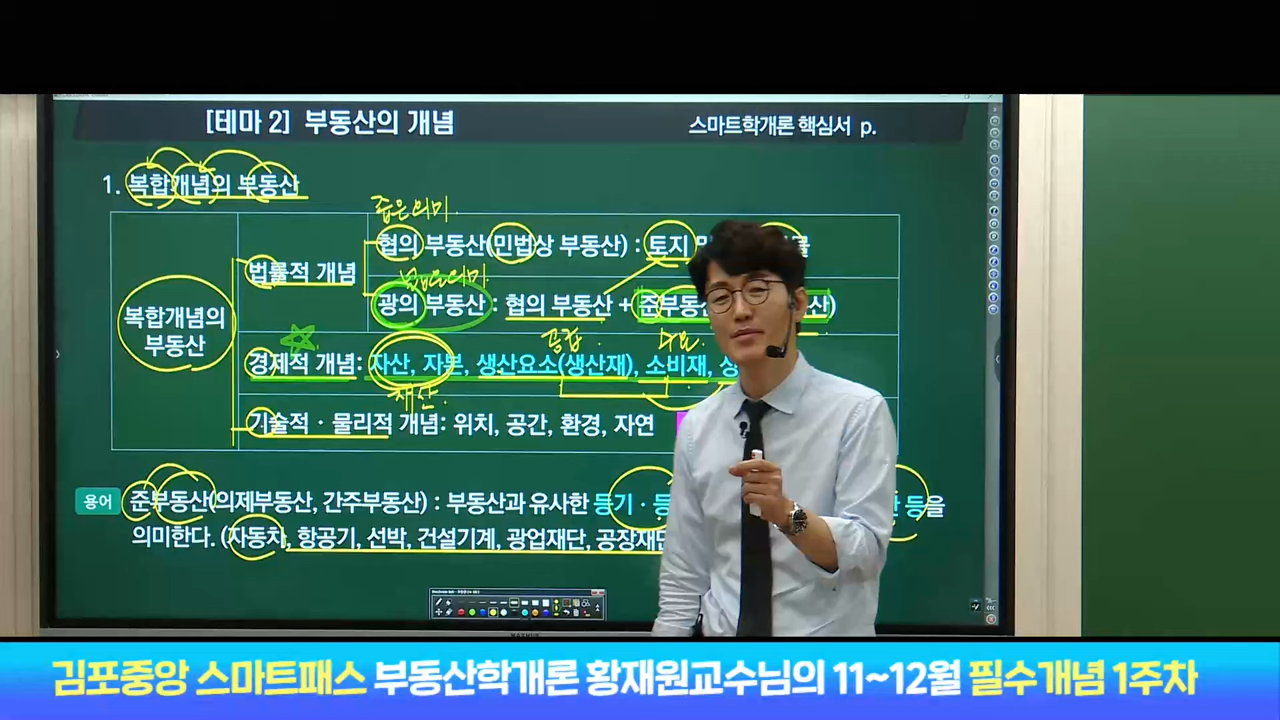 [테마 2] 부동산의 개념
스마트학개론 핵심서 p.
1. 복합개념의 부동산
좁은의미.
복합개념의
부동산
법률적 개념
협의 부동산(민법상 부동산) : 토지
넓은의미.
광의 부동산 : 협의 부동산 + 준부동산
공급. 수요.
경제적 개념: 자산, 자본, 생산요소(생산재), 소비재,
재산.
기술적 · 물리적 개념: 위치, 공간, 환경, 자연
용어
준부동산(의제부동산, 간주부동산) : 부동산과 유사한 등기 · 등을
의미한다. (자동차, 항공기, 선박, 건설기계, 광업재단, 공장재단
김포중앙 스마트패스 부동산학개론 황재원교수님의 11~12월 필수개념 1주차